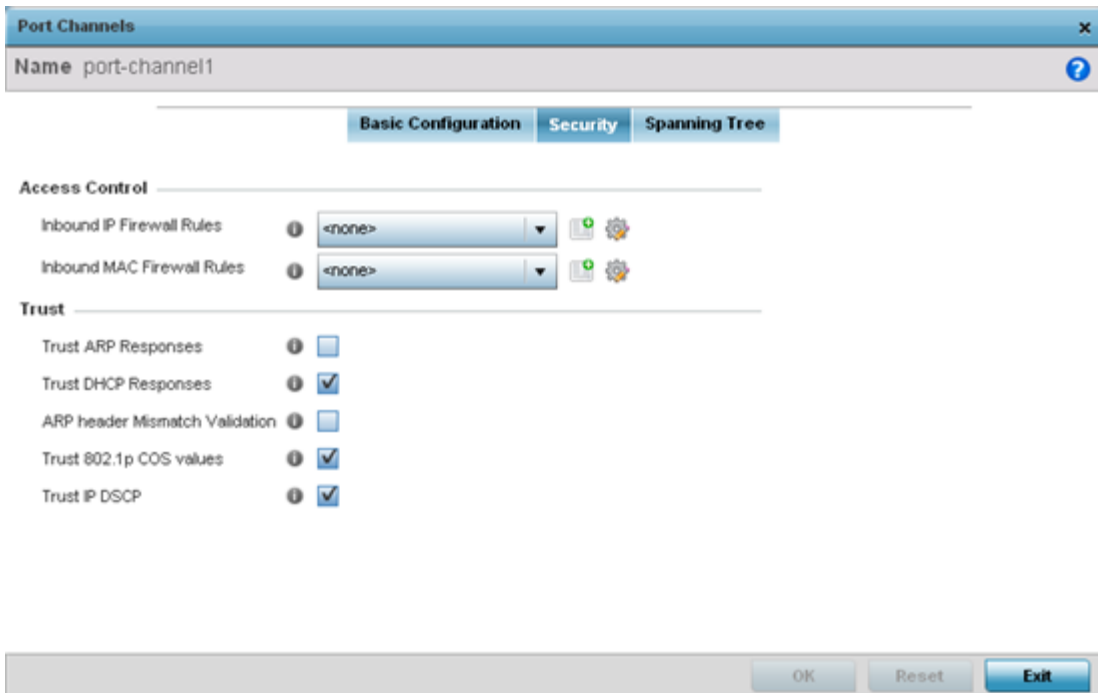 Port Channels
Name port-channel1
Basic Configuration Security Spanning Tree
Access Control
Inbound IP Firewall Rules <none>
Inbound MAC Firewall Rules <none>
Trust
Trust ARP Responses
Trust DHCP Responses
ARP header Mismatch Validation
Trust 802.1p COS values
Trust IP DSCP
OK Reset Exit